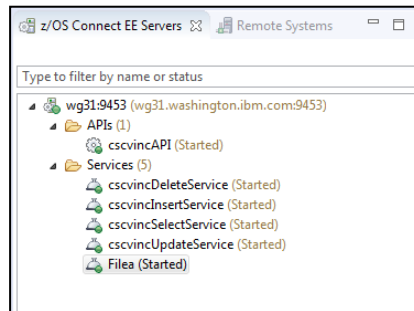 z/OS Connect EE Servers Remote Systems
Type to filter by name or status
wg31:9453 (wg31.washington.ibm.com:9453)
APIs (1)
cscvincAPI (Started)
Services (5)
cscvincDeleteService (Started)
cscvincInsertService (Started)
cscvincSelectService (Started)
cscvincUpdateService (Started)
Filea (Started)